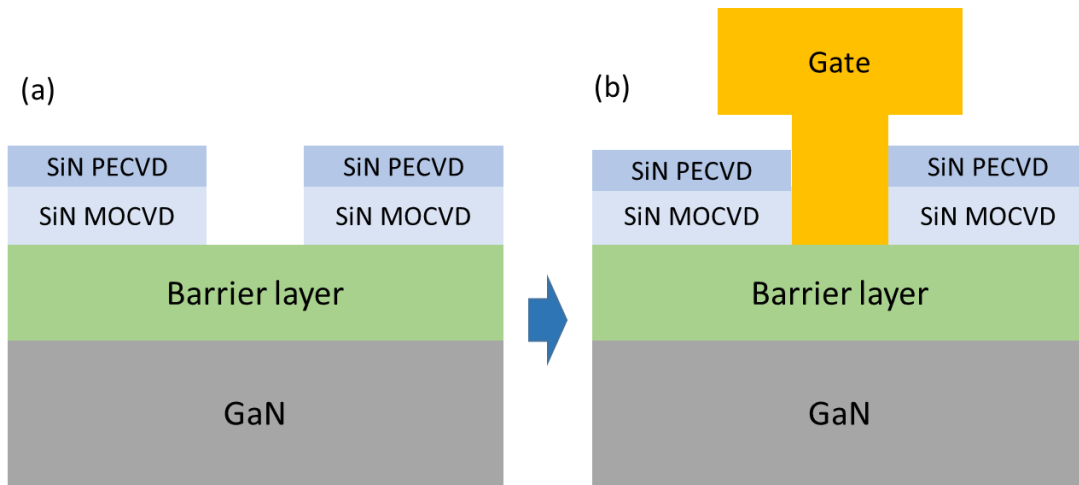 (a)
SiN PECVD
SiN PECVD
SiN MOCVD
SiN MOCVD
Barrier layer
GaN
(b)
Gate
SiN PECVD
SiN PECVD
SiN MOCVD
SiN MOCVD
Barrier layer
GaN